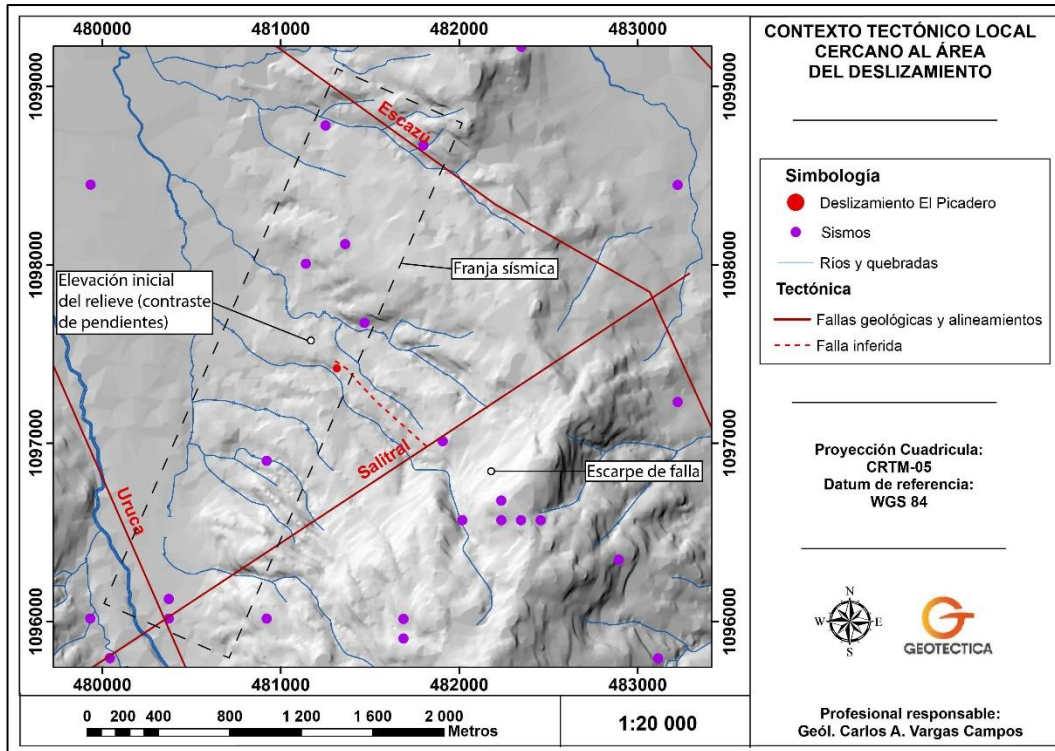 480000
481000
482000
483000
1099000
1098000
1097000
1096000
1099000
1098000
1097000
1096000
Escazú
Franja sísmica
Elevación inicial
del relieve (contraste
de pendientes)
Salitral
Escarpe de falla
Uruca
480000
481000
482000
483000
0 200 400 800 1 200 1 600 2 000
Metros
1:20 000
CONTEXTO TECTÓNICO LOCAL
CERCANO AL ÁREA
DEL DESLIZAMIENTO
Simbología
Deslizamiento El Picadero
Sismos
Ríos y quebradas
Tectónica
Fallas geológicas y alineamientos
Falla inferida
Proyección Cuadricula:
CRTM-05
Datum de referencia:
WGS 84
N
W E
S
GEOTECTICA
Profesional responsable:
Geól. Carlos A. Vargas Campos